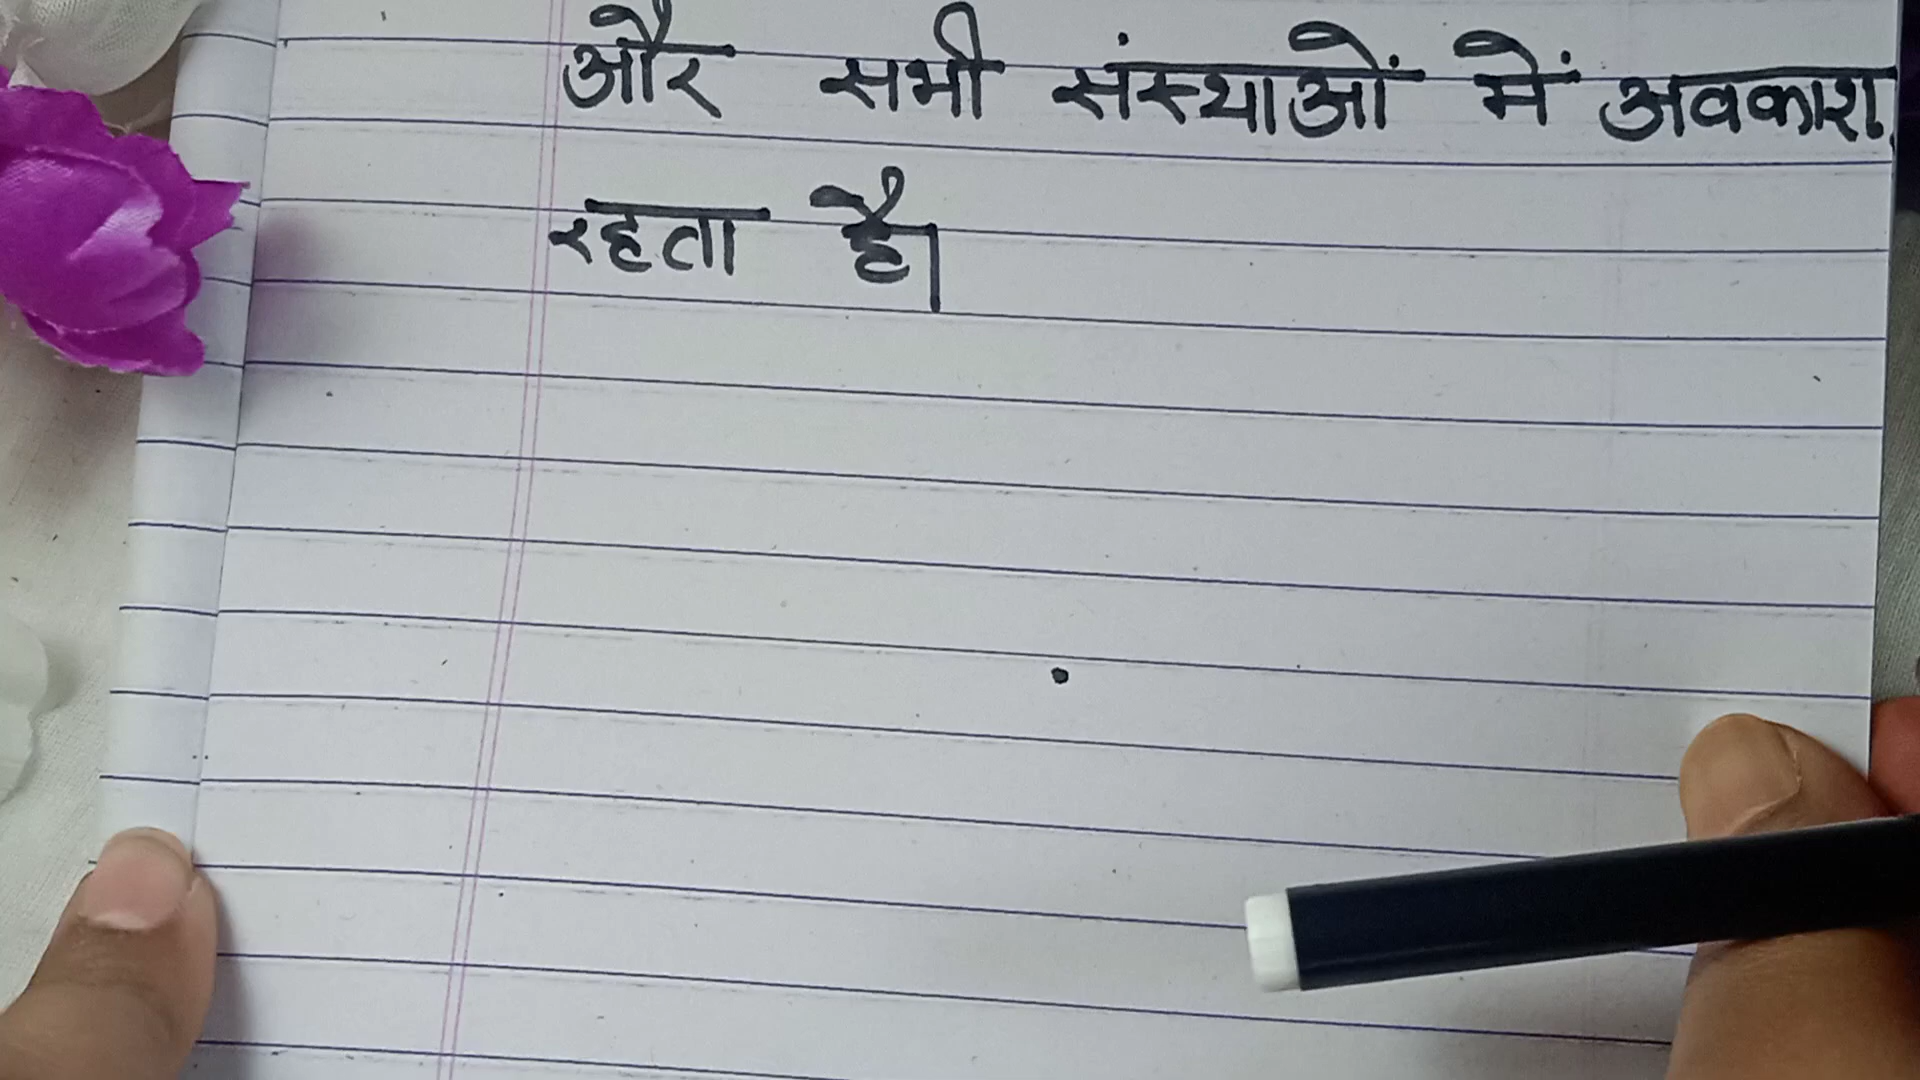 और सभी संस्थाओं में अवकाश
रहता है।